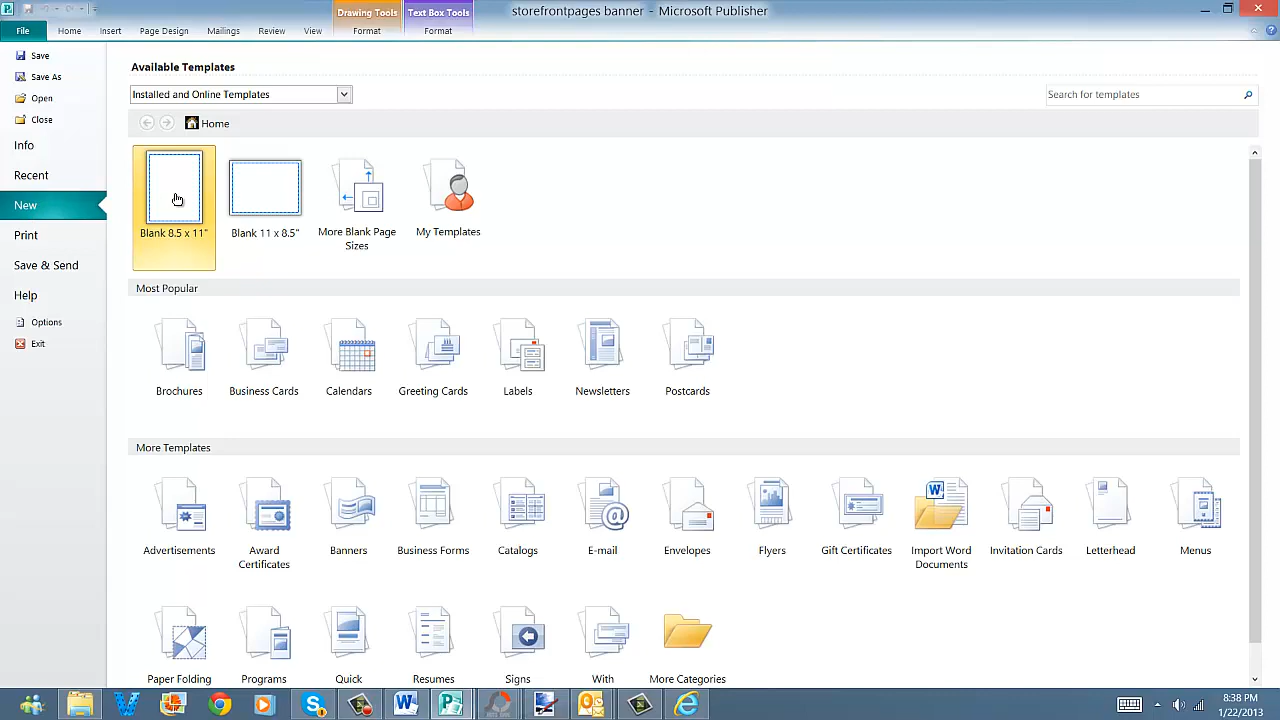 storefrontpages banner - Microsoft Publisher
Drawing Tools
Text Box Tools
File
Home
Insert
Page Design
Mailings
Review
View
Format
Format
Save
Save As
Open
Close
Info
Recent
New
Print
Save & Send
Help
Options
Exit
Available Templates
Installed and Online Templates
Search for templates
Home
Blank 8.5 x 11"
Blank 11 x 8.5"
More Blank Page
Sizes
My Templates
Most Popular
Brochures
Business Cards
Calendars
Greeting Cards
Labels
Newsletters
Postcards
More Templates
Advertisements
Award
Certificates
Banners
Business Forms
Catalogs
E-mail
Envelopes
Flyers
Gift Certificates
Import Word
Documents
Invitation Cards
Letterhead
Menus
Paper Folding
Programs
Quick
Resumes
Signs
With
More Categories
8:38 PM
1/22/2013